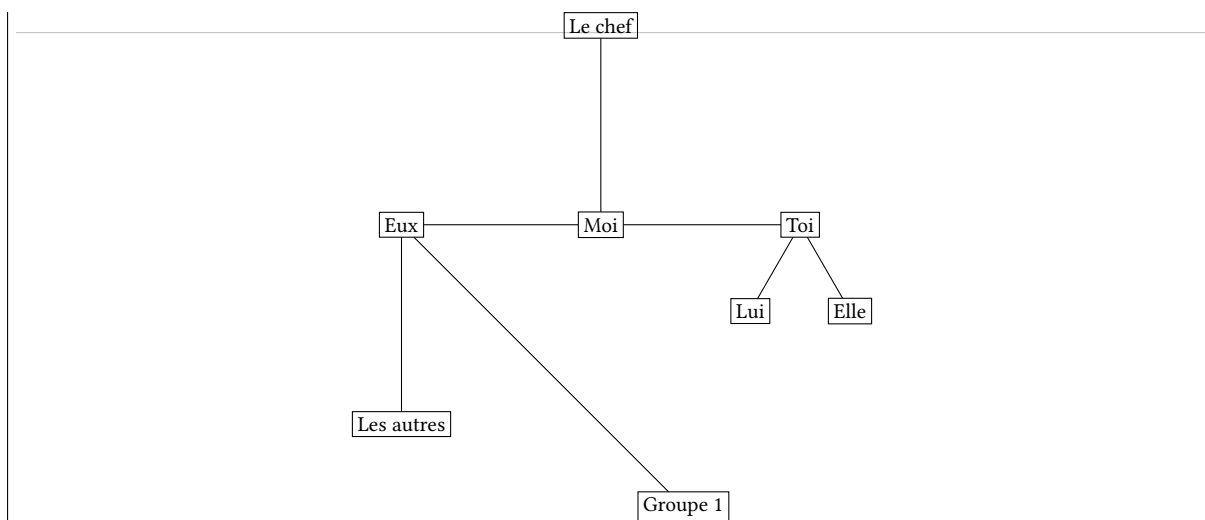 Le chef
Eux
Moi
Toi
Lui
Elle
Les autres
Groupe 1